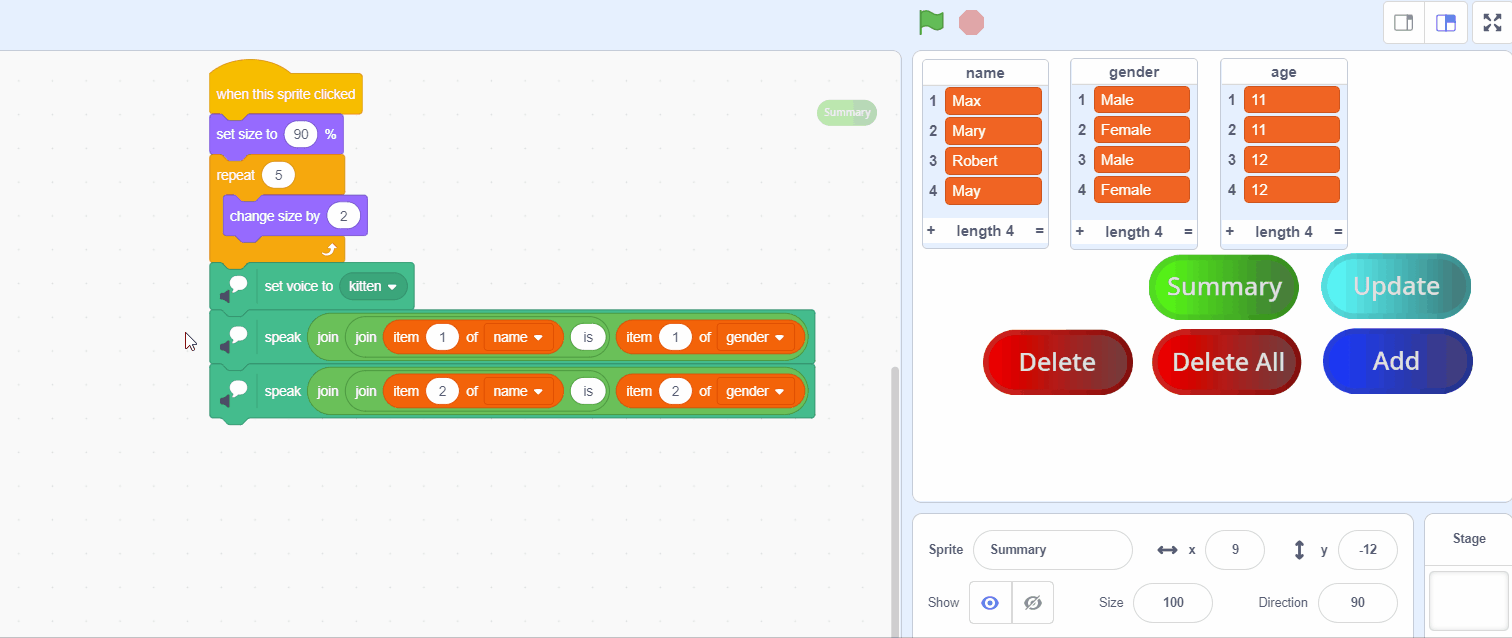 when this sprite clicked
set size to 90 %
repeat 5
change size by 2
set voice to kitten
speak join join item 1 of name is item 1 of gender
speak join join item 2 of name is item 2 of gender
Summary
name
1 Max
2 Mary
3 Robert
4 May
+ length 4 =
gender
1 Male
2 Female
3 Male
4 Female
+ length 4 =
age
1 11
2 11
3 12
4 12
+ length 4 =
Summary
Update
Delete
Delete All
Add
Sprite Summary x 9 y -12
Show Size 100 Direction 90
Stage